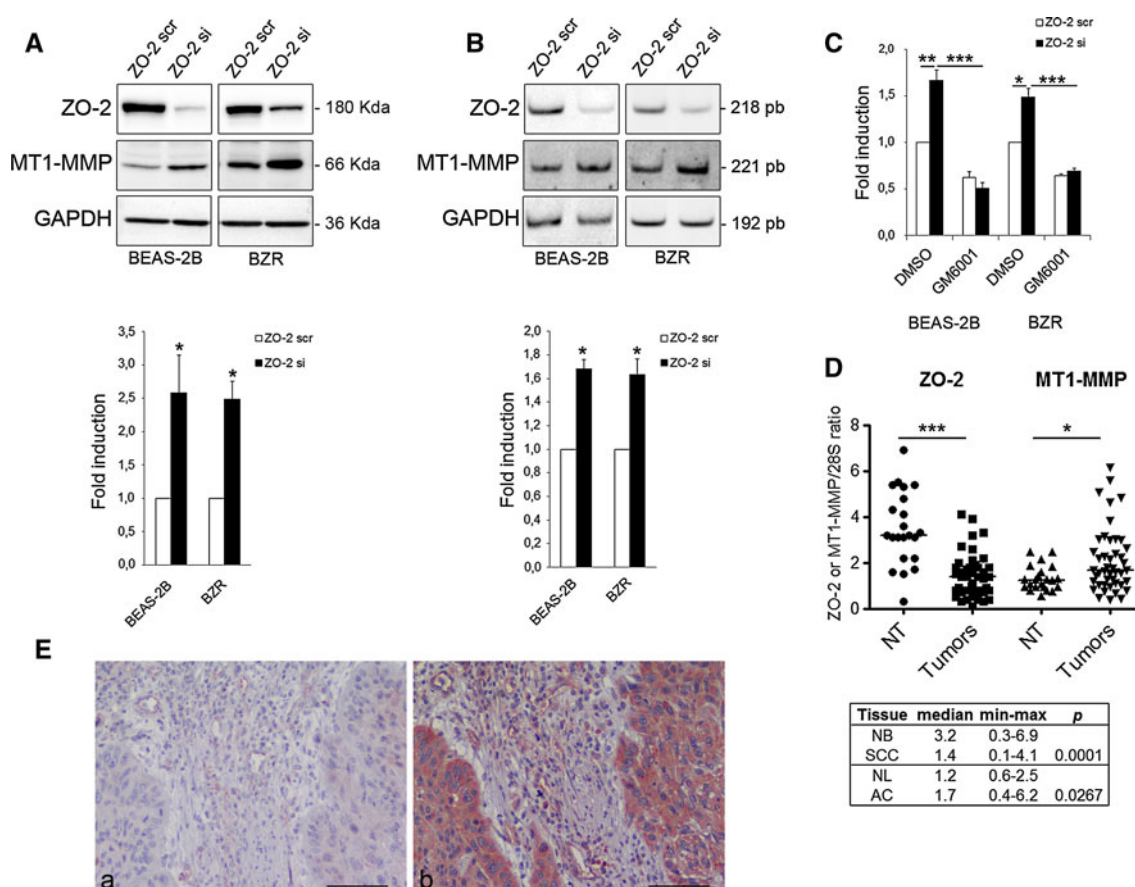 A
ZO-2 scr
ZO-2 si
ZO-2 scr
ZO-2 si
ZO-2
- 180 Kda
MT1-MMP
- 66 Kda
GAPDH
- 36 Kda
BEAS-2B
BZR
ZO-2 scr
ZO-2 si
Fold induction
3,5
3,0
2,5
2,0
1,5
1,0
0,5
0,0
*
*
BEAS-2B
BZR
B
ZO-2 scr
ZO-2 si
ZO-2 scr
ZO-2 si
ZO-2
- 218 pb
MT1-MMP
- 221 pb
GAPDH
- 192 pb
BEAS-2B
BZR
ZO-2 scr
ZO-2 si
Fold induction
2,0
1,8
1,6
1,4
1,2
1,0
0,8
0,6
0,4
0,2
0,0
*
*
BEAS-2B
BZR
C
ZO-2 scr
ZO-2 si
Fold induction
2,0
1,5
1,0
0,5
0,0
** ***
* ***
DMSO
GM6001
DMSO
GM6001
BEAS-2B
BZR
D
ZO-2
MT1-MMP
***
*
ZO-2 or MT1-MMP/28S ratio
8
6
4
2
0
NT
Tumors
NT
Tumors
Tissue median min-max p
NB 3.2 0.3-6.9
SCC 1.4 0.1-4.1 0.0001
NL 1.2 0.6-2.5
AC 1.7 0.4-6.2 0.0267
E
a
b